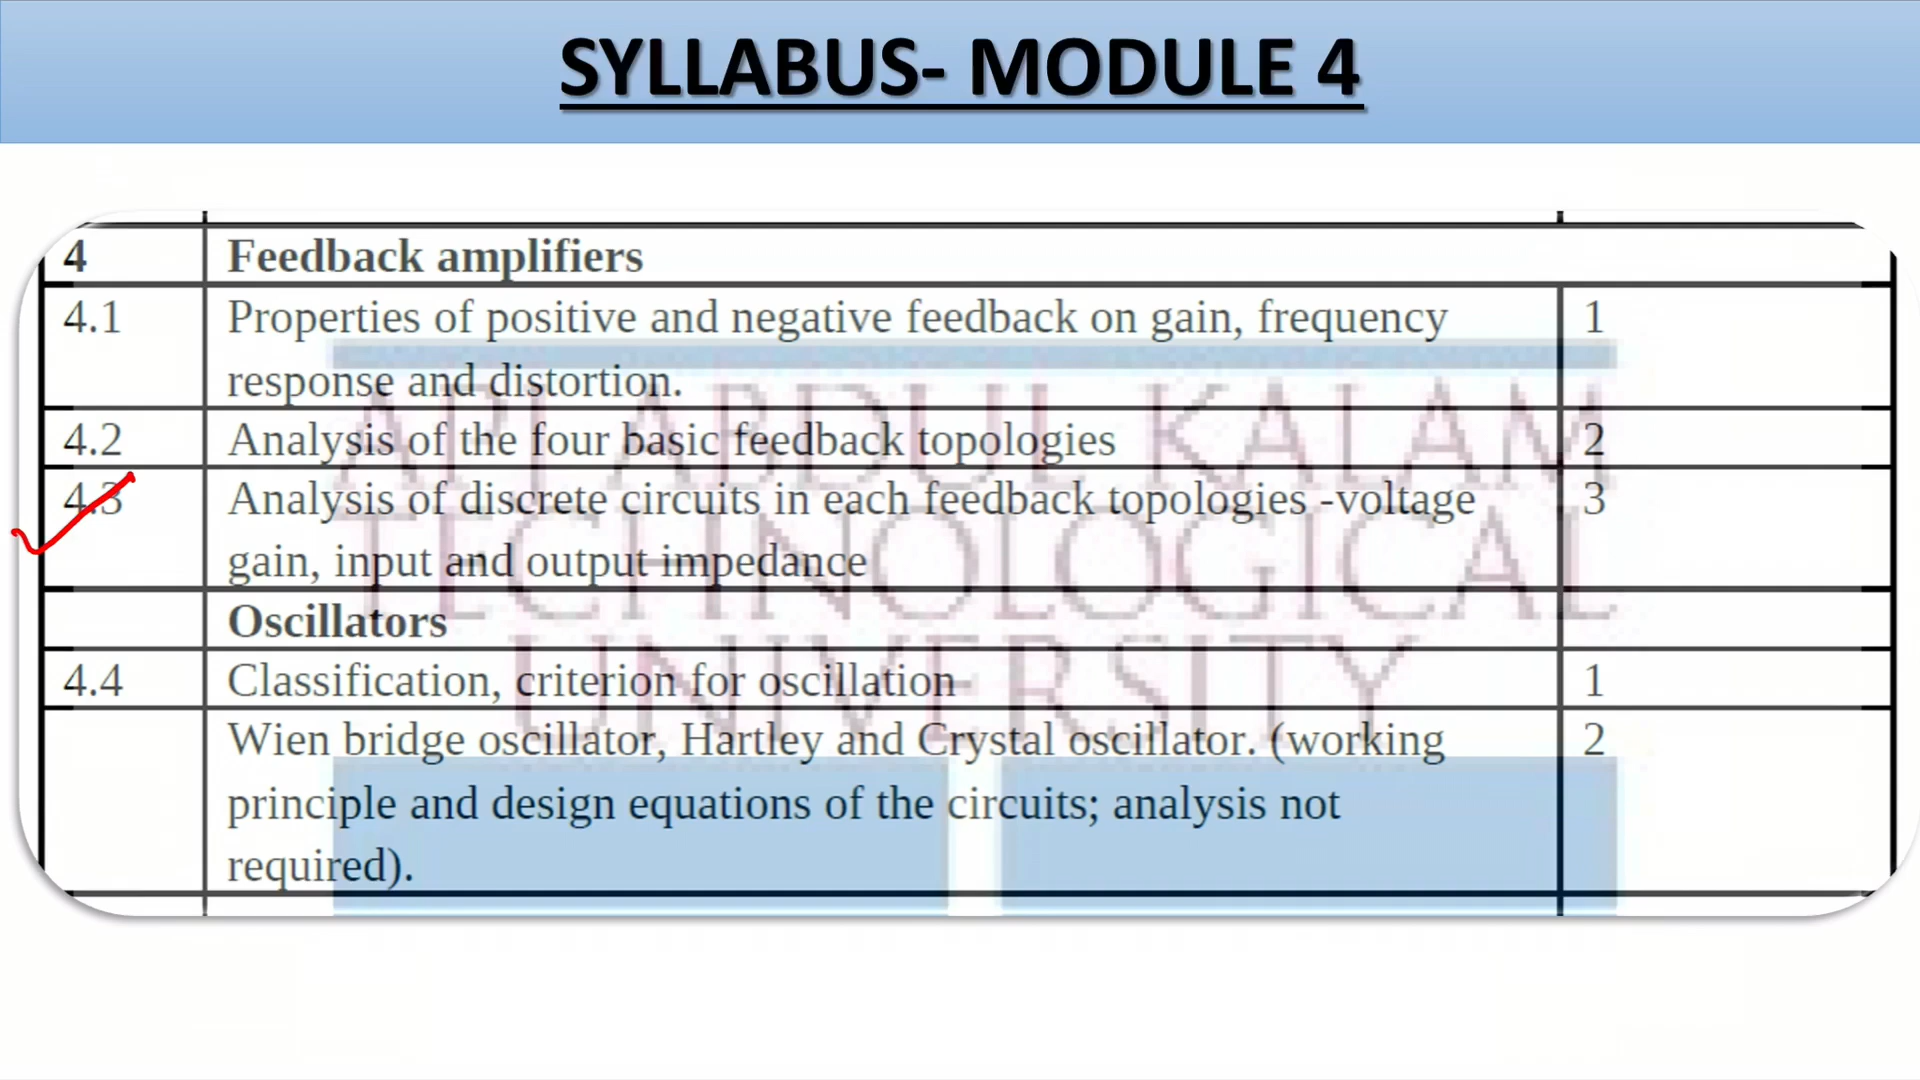 SYLLABUS- MODULE 4
4 Feedback amplifiers
4.1 Properties of positive and negative feedback on gain, frequency 1
response and distortion.
4.2 Analysis of the four basic feedback topologies 2
4.3 Analysis of discrete circuits in each feedback topologies -voltage 3
gain, input and output impedance
Oscillators
4.4 Classification, criterion for oscillation 1
Wien bridge oscillator, Hartley and Crystal oscillator. (working 2
principle and design equations of the circuits; analysis not
required).
APJ ABDUL KALAM
TECHNOLOGICAL
UNIVERSITY